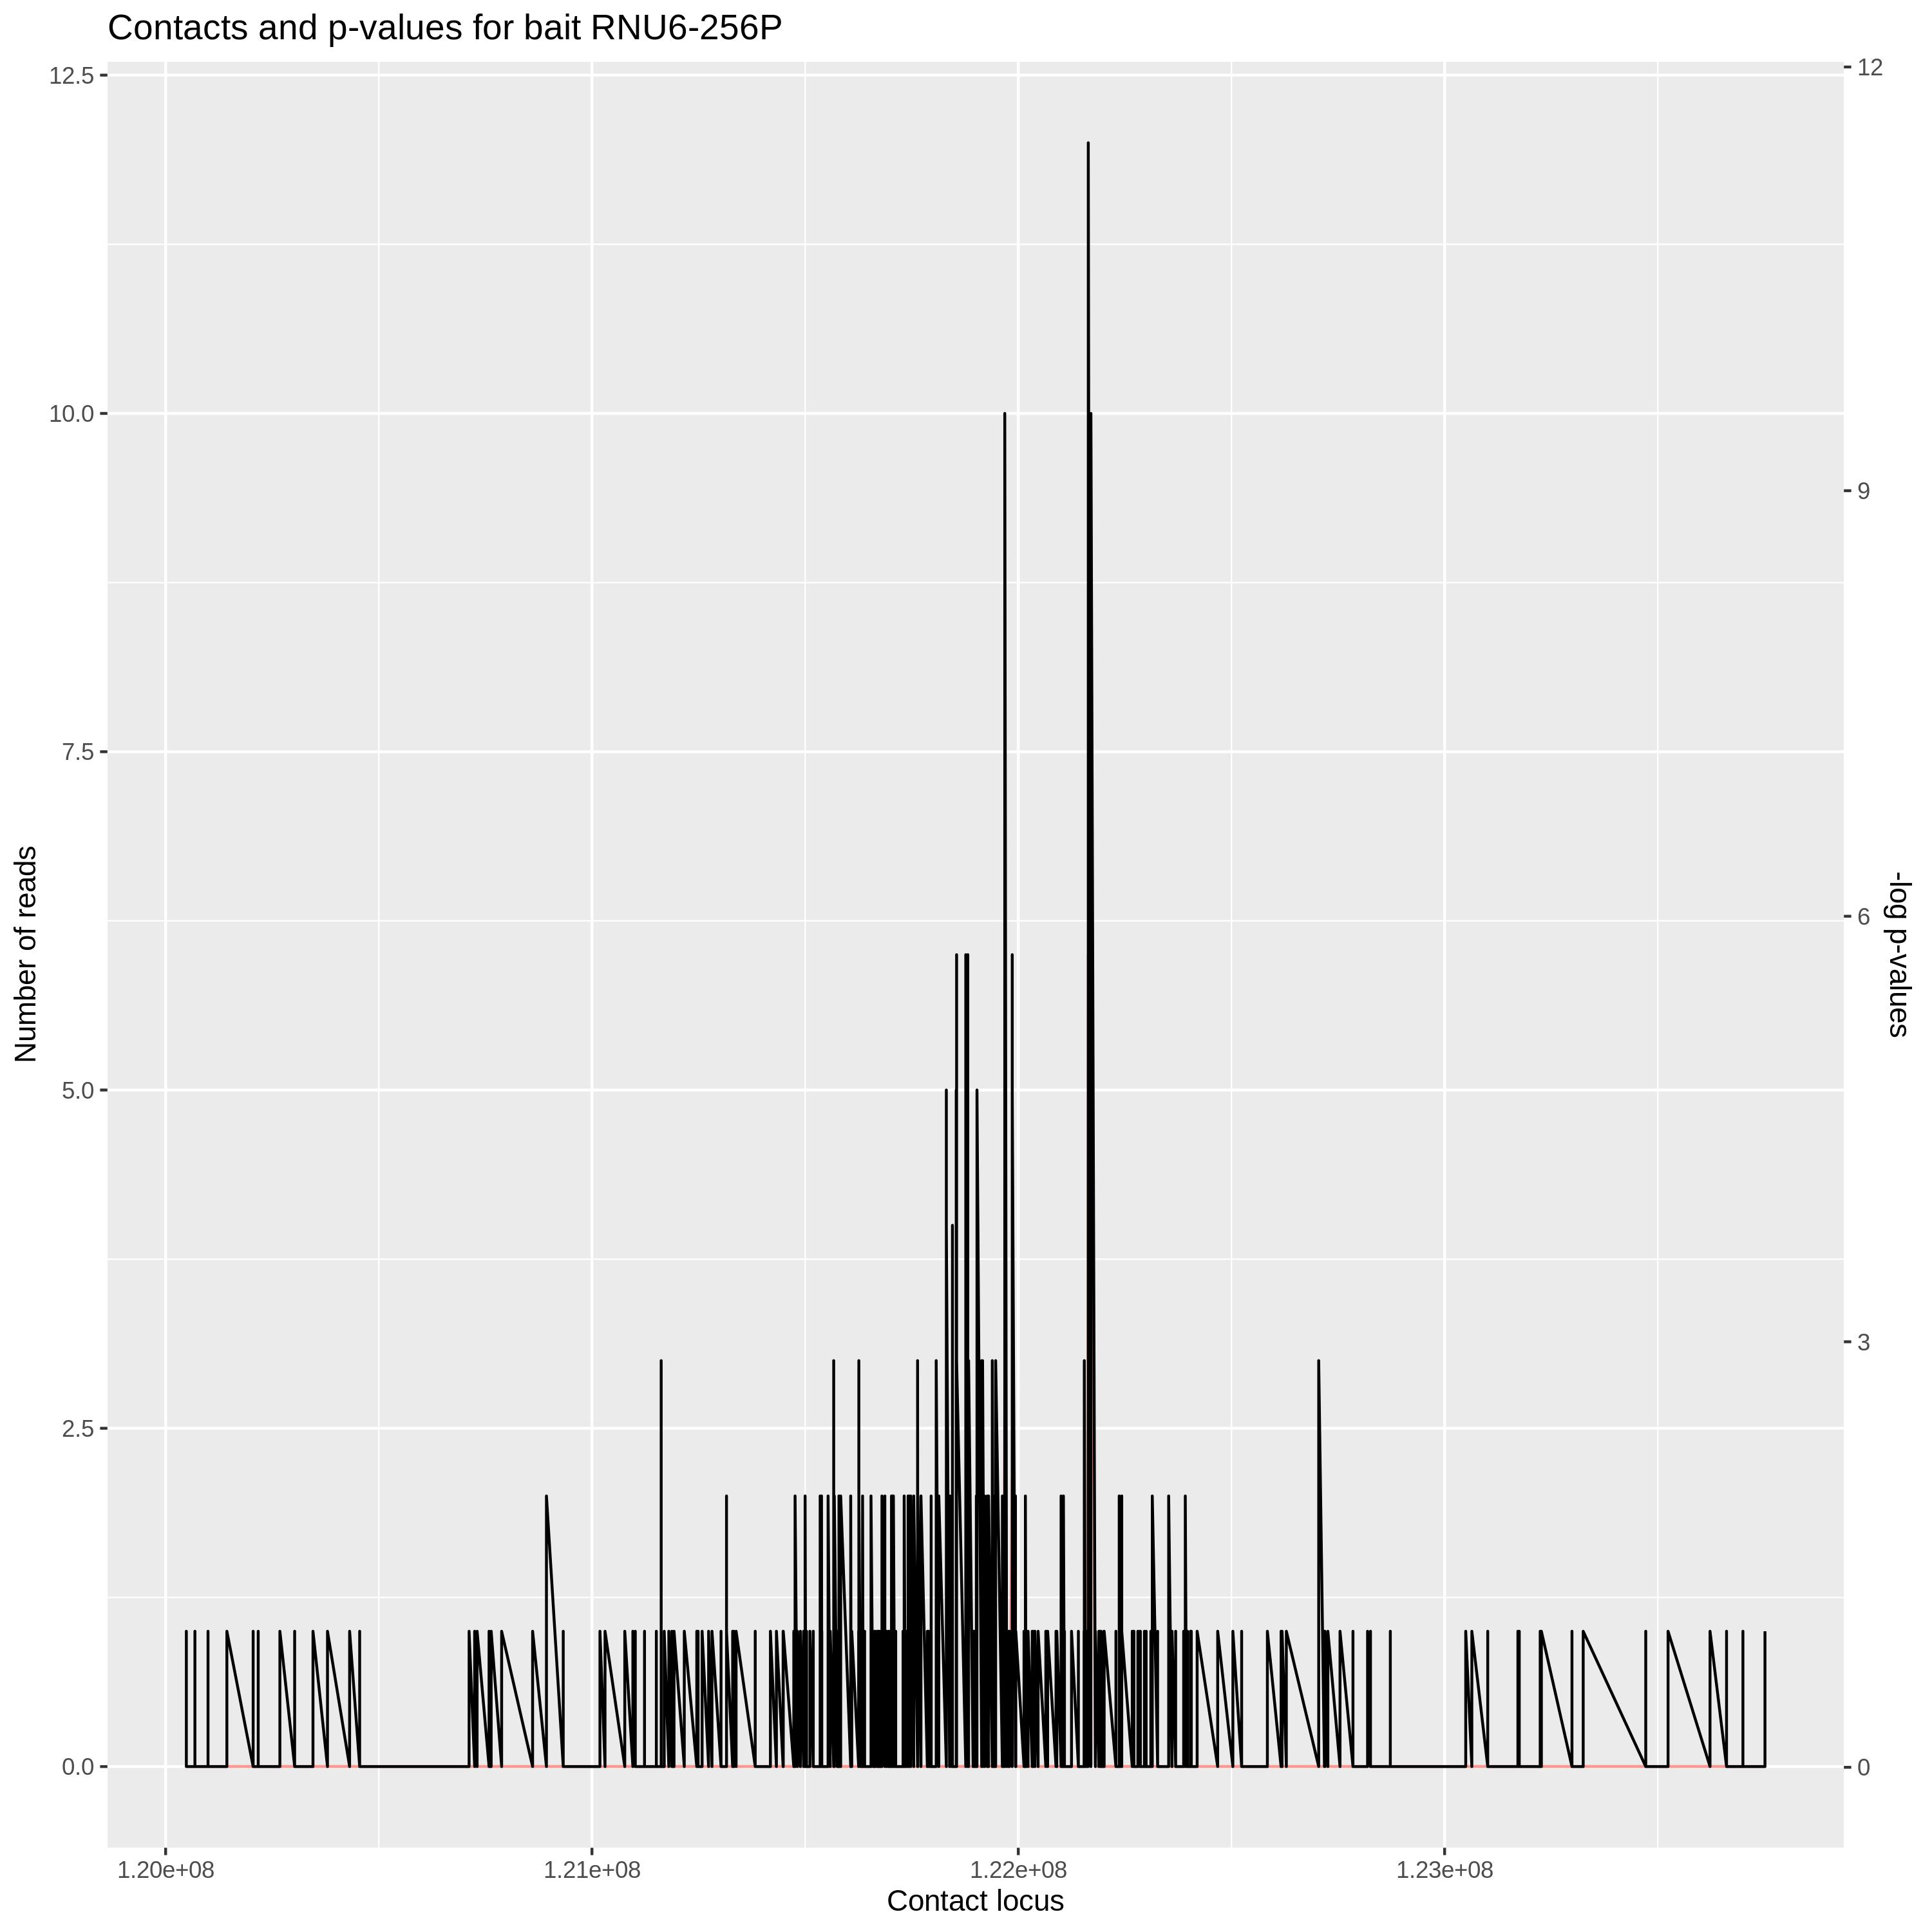 Contacts and p-values for bait RNU6-256P
12.5
10.0
7.5
5.0
2.5
0.0
Number of reads
12
9
6
3
0
-log p-values
1.20e+08
1.21e+08
1.22e+08
1.23e+08
Contact locus